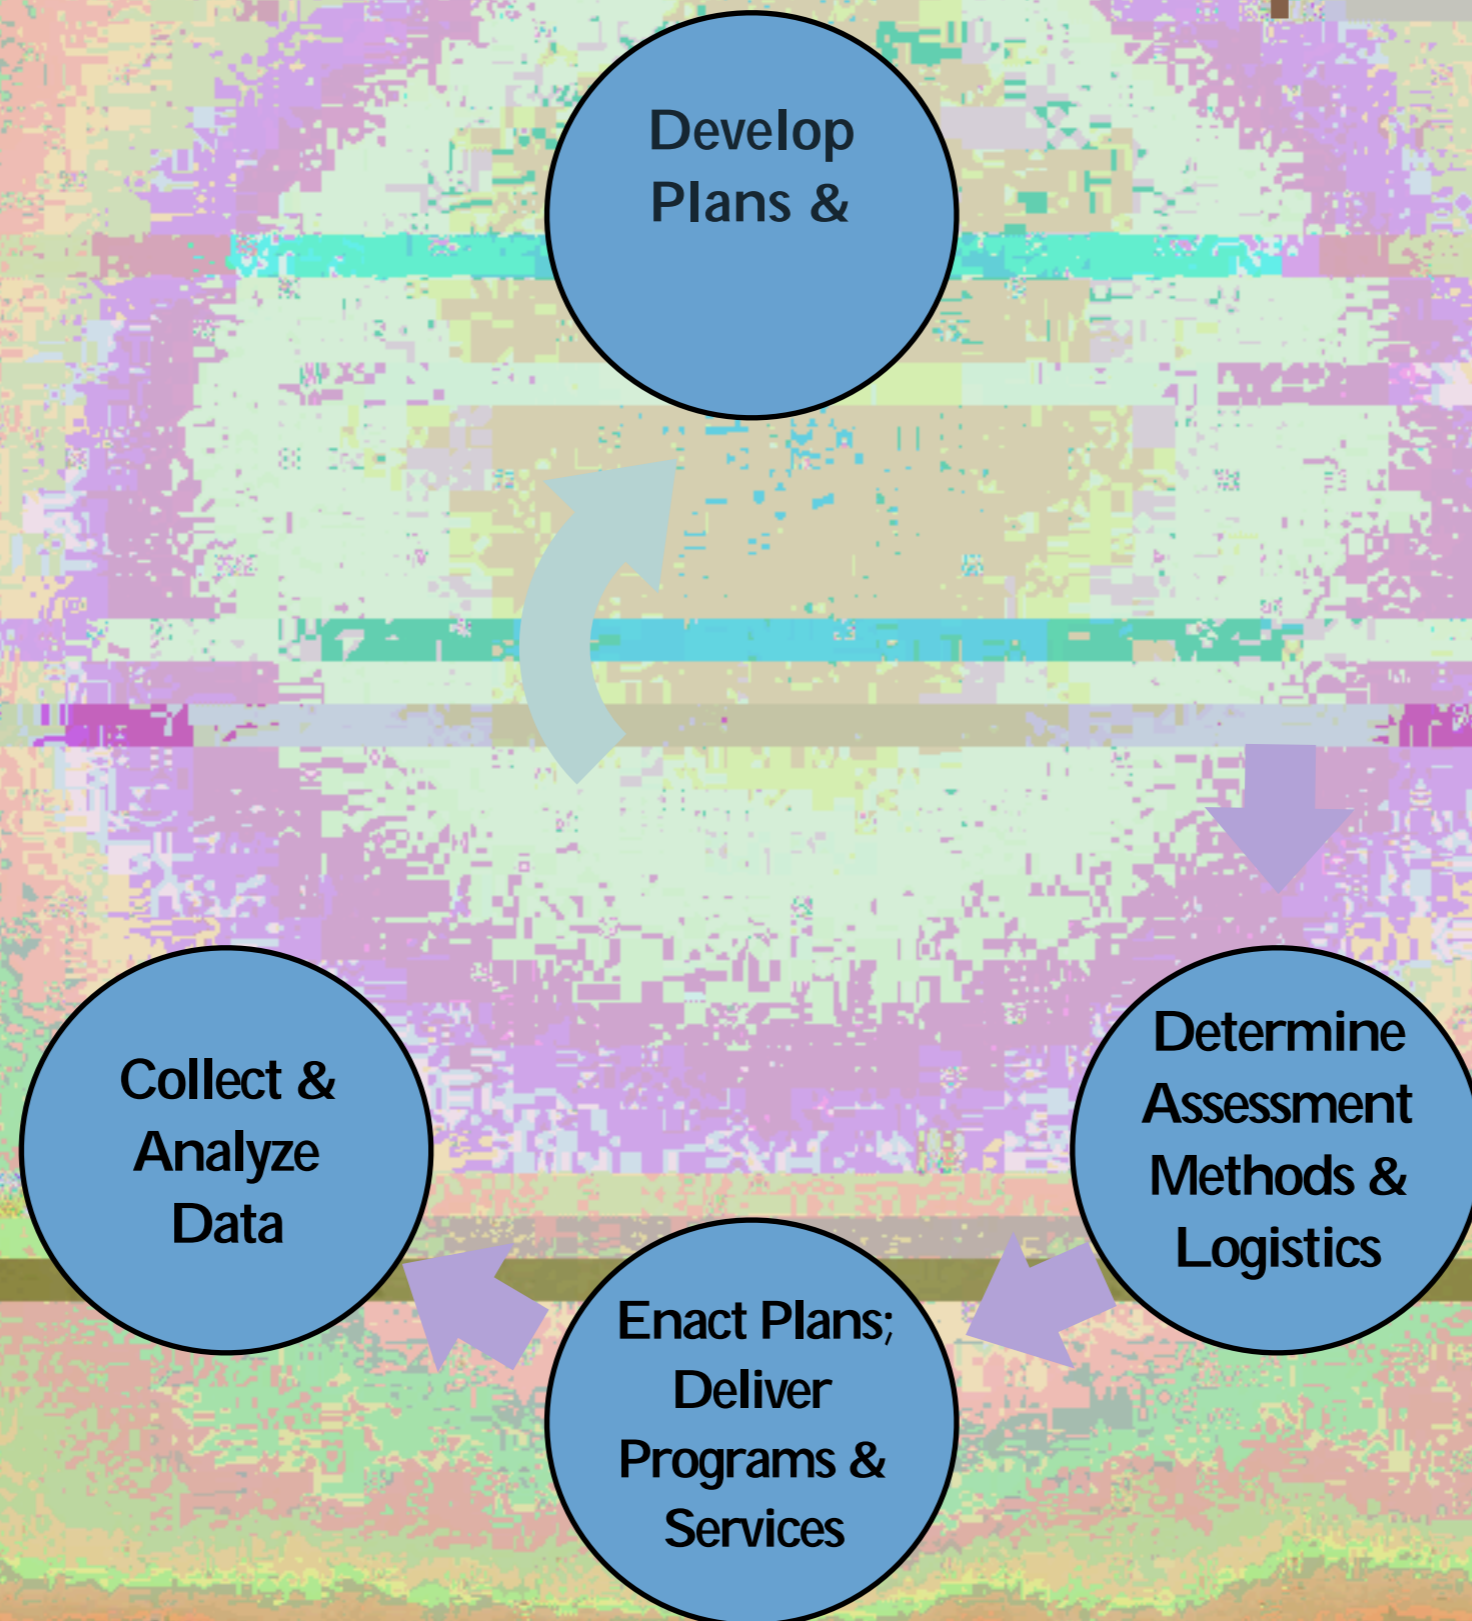 Develop
Plans &
Determine
Assessment
Methods &
Logistics
Enact Plans;
Deliver
Programs &
Services
Collect &
Analyze
Data